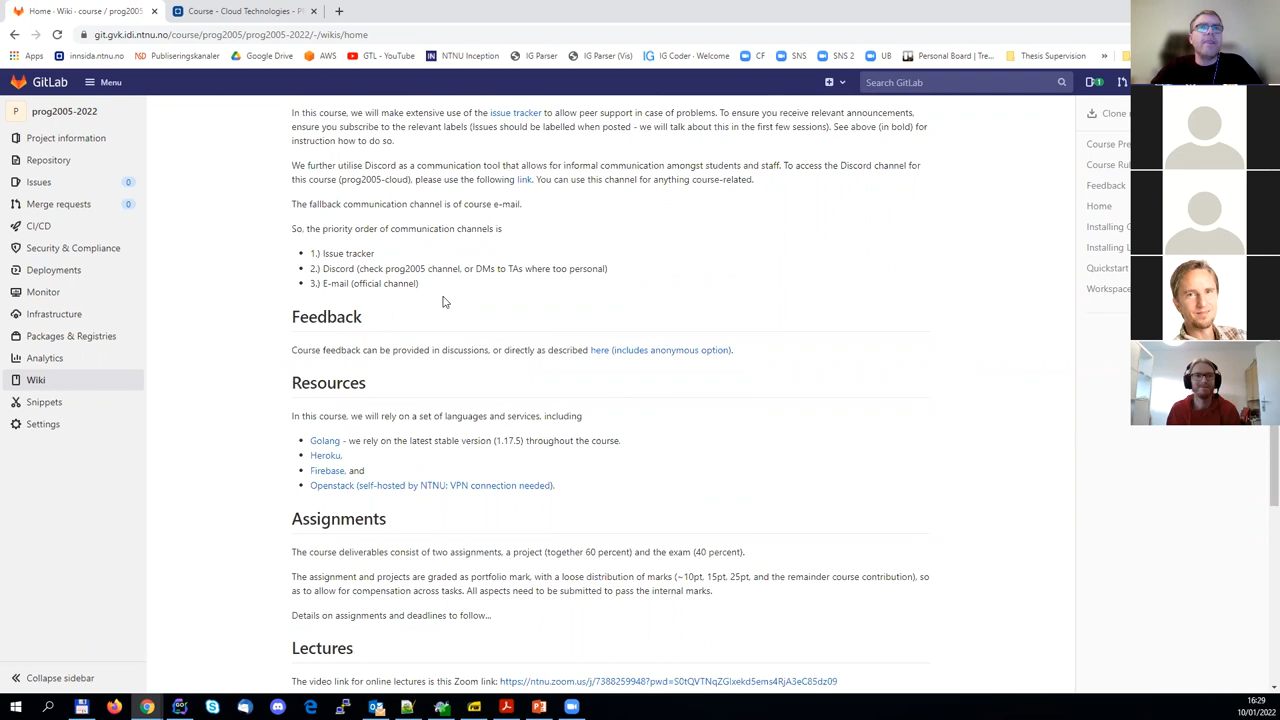 Home · Wiki · course / prog2005
Course - Cloud Technologies - P
git.gvk.idi.ntnu.no/course/prog2005/prog2005-2022/-/wikis/home
Apps
innsida.ntnu.no
Publiseringskanaler
Google Drive
AWS
GTL - YouTube
NTNU Inception
IG Parser
IG Parser (VR)
IG Coder · Welcome
CF
SNS
SNS 2
UB
Personal Board | Tre...
Thesis Supervision
»
GitLab
Menu
Search GitLab
1
P prog2005-2022
Project information
Repository
Issues 0
Merge requests 0
CI/CD
Security & Compliance
Deployments
Monitor
Infrastructure
Packages & Registries
Analytics
Wiki
Snippets
Settings
Collapse sidebar
In this course, we will make extensive use of the issue tracker to allow peer support in case of problems. To ensure you receive relevant announcements,
ensure you subscribe to the relevant labels (Issues should be labelled when posted - we will talk about this in the first few sessions). See above (in bold) for
instruction how to do so.
We further utilise Discord as a communication tool that allows for informal communication amongst students and staff. To access the Discord channel for
this course (prog2005-cloud), please use the following link. You can use this channel for anything course-related.
The fallback communication channel is of course e-mail.
So, the priority order of communication channels is
• 1.) Issue tracker
• 2.) Discord (check prog2005 channel, or DMs to TAs where too personal)
• 3.) E-mail (official channel)
Feedback
Course feedback can be provided in discussions, or directly as described here (includes anonymous option).
Resources
In this course, we will rely on a set of languages and services, including
• Golang - we rely on the latest stable version (1.17.5) throughout the course.
• Heroku,
• Firebase, and
• Openstack (self-hosted by NTNU; VPN connection needed).
Assignments
The course deliverables consist of two assignments, a project (together 60 percent) and the exam (40 percent).
The assignment and projects are graded as portfolio mark, with a loose distribution of marks (~10pt, 15pt, 25pt, and the remainder course contribution), so
as to allow for compensation across tasks. All aspects need to be submitted to pass the internal marks.
Details on assignments and deadlines to follow...
Lectures
The video link for online lectures is this Zoom link: https://ntnu.zoom.us/j/7388259948?pwd=S0tQVTNqZGlxekd5ems4RjA3eC85dz09
Clone r
Course Pre
Course Ru
Feedback
Home
Installing G
Installing L
Quickstart
Workspace
16:29
10/01/2022